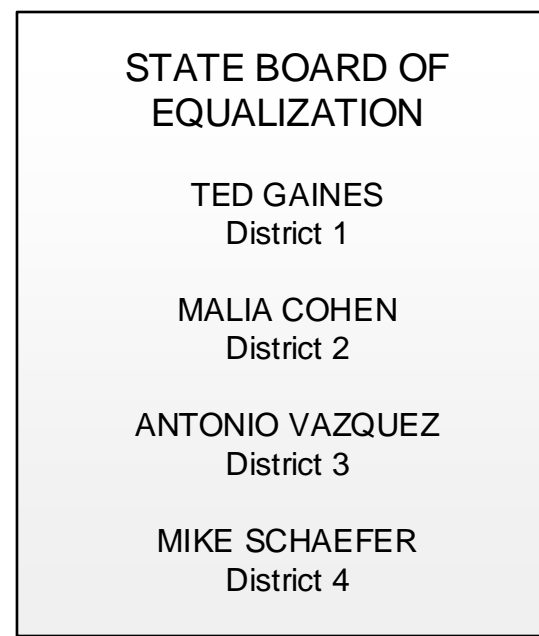 STATE BOARD OF
EQUALIZATION
TED GAINES
District 1
MALIA COHEN
District 2
ANTONIO VAZQUEZ
District 3
MIKE SCHAEFER
District 4